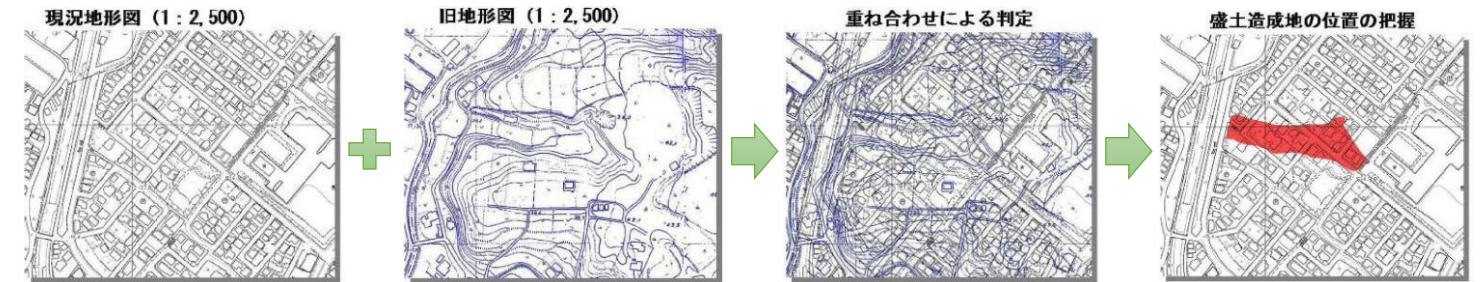 現況地形図（1：2,500）
旧地形図（1：2,500）
重ね合わせによる判定
盛土造成地の位置の把握